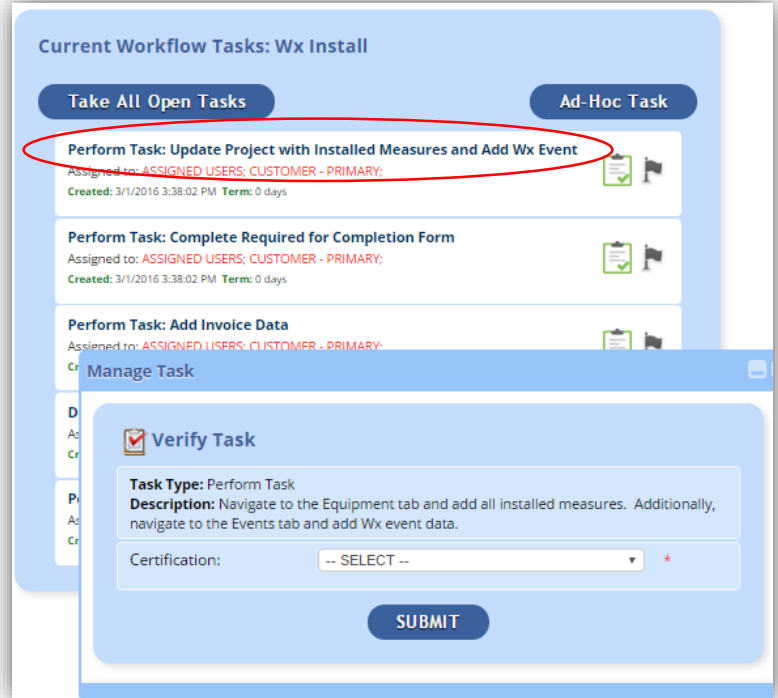 Current Workflow Tasks: Wx Install
Take All Open Tasks
Ad-Hoc Task
Perform Task: Update Project with Installed Measures and Add Wx Event
Assigned to: ASSIGNED USERS; CUSTOMER - PRIMARY;
Created: 3/1/2016 3:38:02 PM Term: 0 days
Perform Task: Complete Required for Completion Form
Assigned to: ASSIGNED USERS; CUSTOMER - PRIMARY;
Created: 3/1/2016 3:38:02 PM Term: 0 days
Perform Task: Add Invoice Data
Assigned to: ASSIGNED USERS; CUSTOMER - PRIMARY;
Manage Task
Verify Task
Task Type: Perform Task
Description: Navigate to the Equipment tab and add all installed measures. Additionally,
navigate to the Events tab and add Wx event data.
Certification:
-- SELECT --
*
SUBMIT